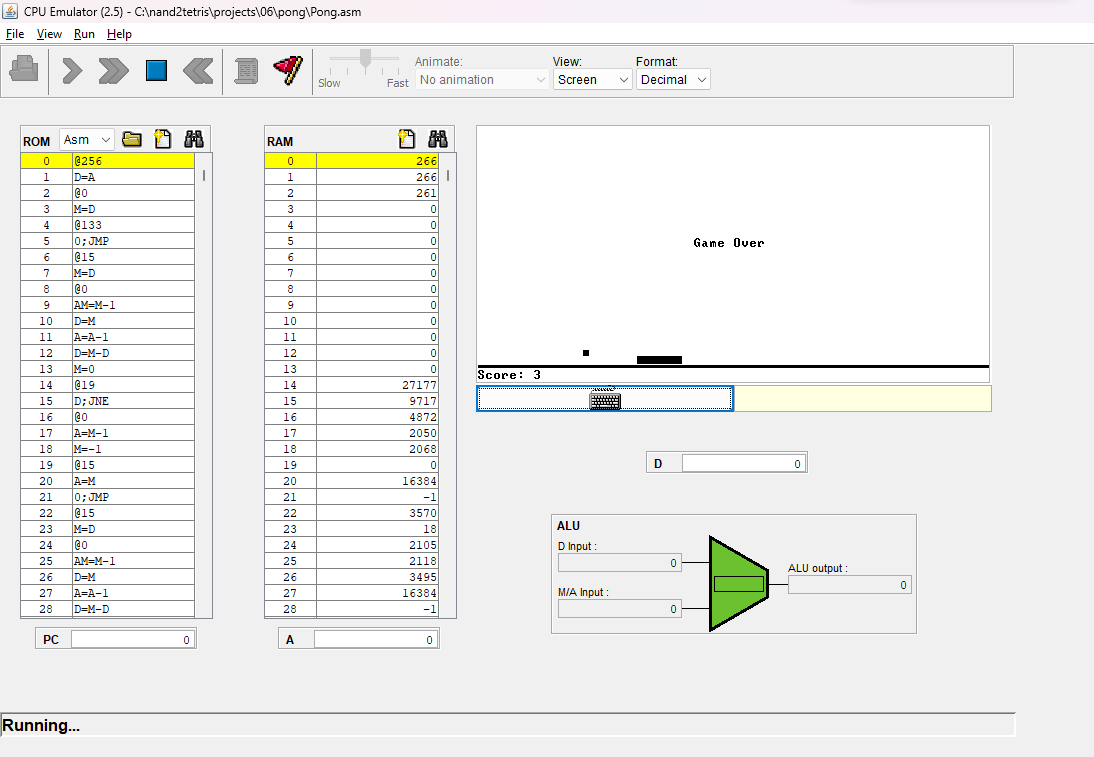 CPU Emulator (2.5) - C:\nand2tetris\projects\06\pong\Pong.asm
File View Run Help
Slow Fast
Animate:
No animation
View:
Screen
Format:
Decimal
ROM Asm
0 @256
1 D=A
2 @0
3 M=D
4 @133
5 0;JMP
6 @15
7 M=D
8 @0
9 AM=M-1
10 D=M
11 A=A-1
12 D=M-D
13 M=0
14 @19
15 D;JNE
16 @0
17 A=M-1
18 M=-1
19 @15
20 A=M
21 0;JMP
22 @15
23 M=D
24 @0
25 AM=M-1
26 D=M
27 A=A-1
28 D=M-D
PC 0
RAM
0 266
1 266
2 261
3 0
4 0
5 0
6 0
7 0
8 0
9 0
10 0
11 0
12 0
13 0
14 27177
15 9717
16 4872
17 2050
18 2068
19 0
20 16384
21 -1
22 3570
23 18
24 2105
25 2118
26 3495
27 16384
28 -1
A 0
Game Over
Score: 3
D 0
ALU
D Input :
0
M/A Input :
0
ALU output :
0
Running...